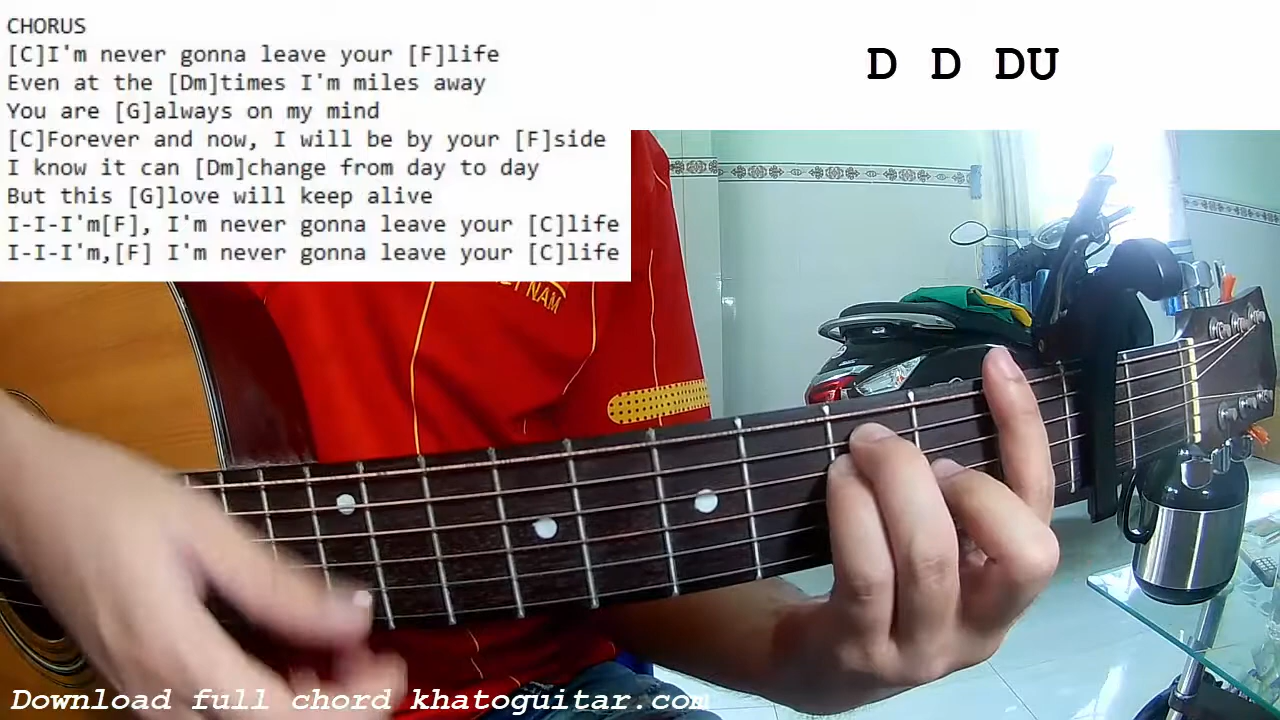 CHORUS
[C]I'm never gonna leave your [F]life
Even at the [Dm]times I'm miles away
You are [G]always on my mind
[C]Forever and now, I will be by your [F]side
I know it can [Dm]change from day to day
But this [G]love will keep alive
I-I-I'm[F], I'm never gonna leave your [C]life
I-I-I'm,[F] I'm never gonna leave your [C]life
D D DU
NAM
Download full chord khatoguitar.com